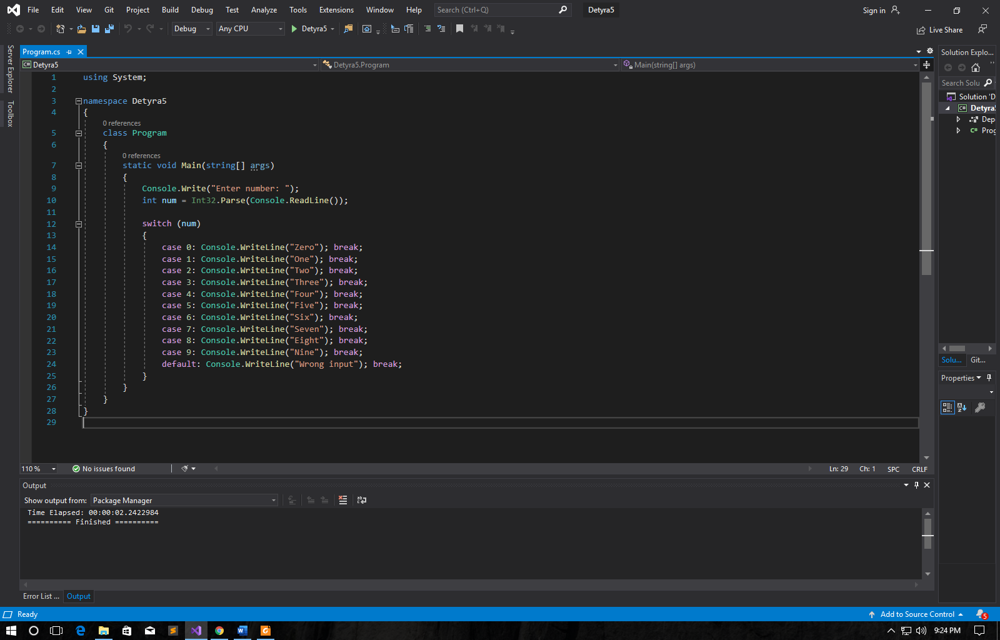 File Edit View Git Project Build Debug Test Analyze Tools Extensions Window Help Search (Ctrl+Q) Detyra5 Sign in
Debug Any CPU Detyra5 Live Share
Server Explorer
Toolbox
Program.cs
Detyra5 Detyra5.Program Main(string[] args)
1 using System;
2
3 namespace Detyra5
4 {
0 references
5 class Program
6 {
0 references
7 static void Main(string[] args)
8 {
9 Console.Write("Enter number: ");
10 int num = Int32.Parse(Console.ReadLine());
11
12 switch (num)
13 {
14 case 0: Console.WriteLine("Zero"); break;
15 case 1: Console.WriteLine("One"); break;
16 case 2: Console.WriteLine("Two"); break;
17 case 3: Console.WriteLine("Three"); break;
18 case 4: Console.WriteLine("Four"); break;
19 case 5: Console.WriteLine("Five"); break;
20 case 6: Console.WriteLine("Six"); break;
21 case 7: Console.WriteLine("Seven"); break;
22 case 8: Console.WriteLine("Eight"); break;
23 case 9: Console.WriteLine("Nine"); break;
24 default: Console.WriteLine("Wrong input"); break;
25 }
26 }
27 }
28 }
29
110 % No issues found Ln: 29 Ch: 1 SPC CRLF
Output
Show output from: Package Manager
Time Elapsed: 00:00:02.2422984
========== Finished ==========
Error List ... Output
Solution Explo...
Search Solu
Solution 'D
Detyra5
Dep
Prog
Solu... Git...
Properties
Ready Add to Source Control 5
9:24 PM